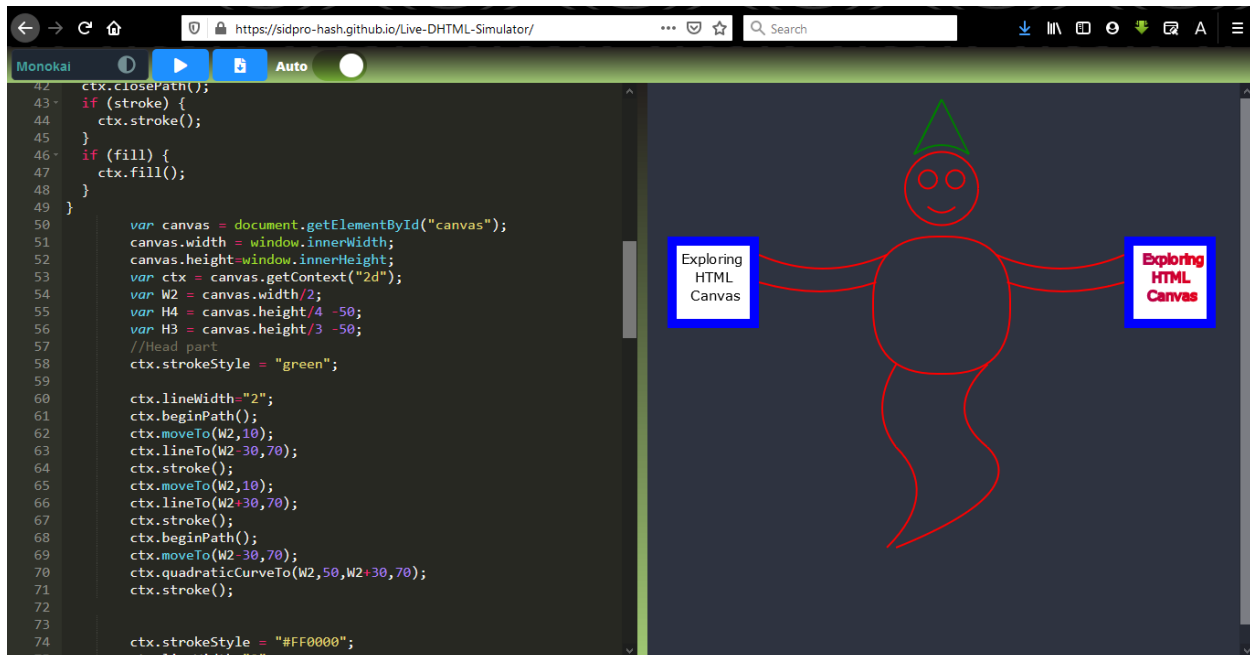 https://sidpro-hash.github.io/Live-DHTML-Simulator/
Search
A
Monokai
Auto
42 ctx.closePath();
43 if (stroke) {
44 ctx.stroke();
45 }
46 if (fill) {
47 ctx.fill();
48 }
49 }
50 var canvas = document.getElementById("canvas");
51 canvas.width = window.innerWidth;
52 canvas.height=window.innerHeight;
53 var ctx = canvas.getContext("2d");
54 var W2 = canvas.width/2;
55 var H4 = canvas.height/4 -50;
56 var H3 = canvas.height/3 -50;
57 //Head part
58 ctx.strokeStyle = "green";
59
60 ctx.lineWidth="2";
61 ctx.beginPath();
62 ctx.moveTo(W2,10);
63 ctx.lineTo(W2-30,70);
64 ctx.stroke();
65 ctx.moveTo(W2,10);
66 ctx.lineTo(W2+30,70);
67 ctx.stroke();
68 ctx.beginPath();
69 ctx.moveTo(W2-30,70);
70 ctx.quadraticCurveTo(W2,50,W2+30,70);
71 ctx.stroke();
72
73
74 ctx.strokeStyle = "#FF0000";
Exploring
HTML
Canvas
Exploring
HTML
Canvas